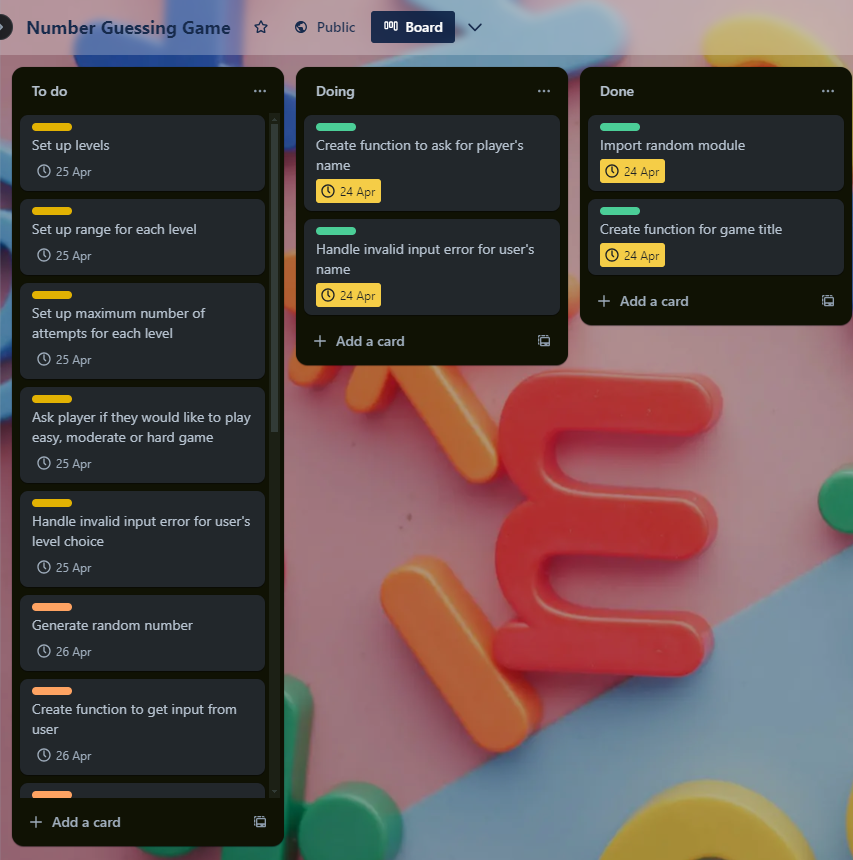 Number Guessing Game
Public
Board
To do
Set up levels
25 Apr
Set up range for each level
25 Apr
Set up maximum number of
attempts for each level
25 Apr
Ask player if they would like to play
easy, moderate or hard game
25 Apr
Handle invalid input error for user's
level choice
25 Apr
Generate random number
26 Apr
Create function to get input from
user
26 Apr
Add a card
Doing
Create function to ask for player's
name
24 Apr
Handle invalid input error for user's
name
24 Apr
Add a card
Done
Import random module
24 Apr
Create function for game title
24 Apr
Add a card